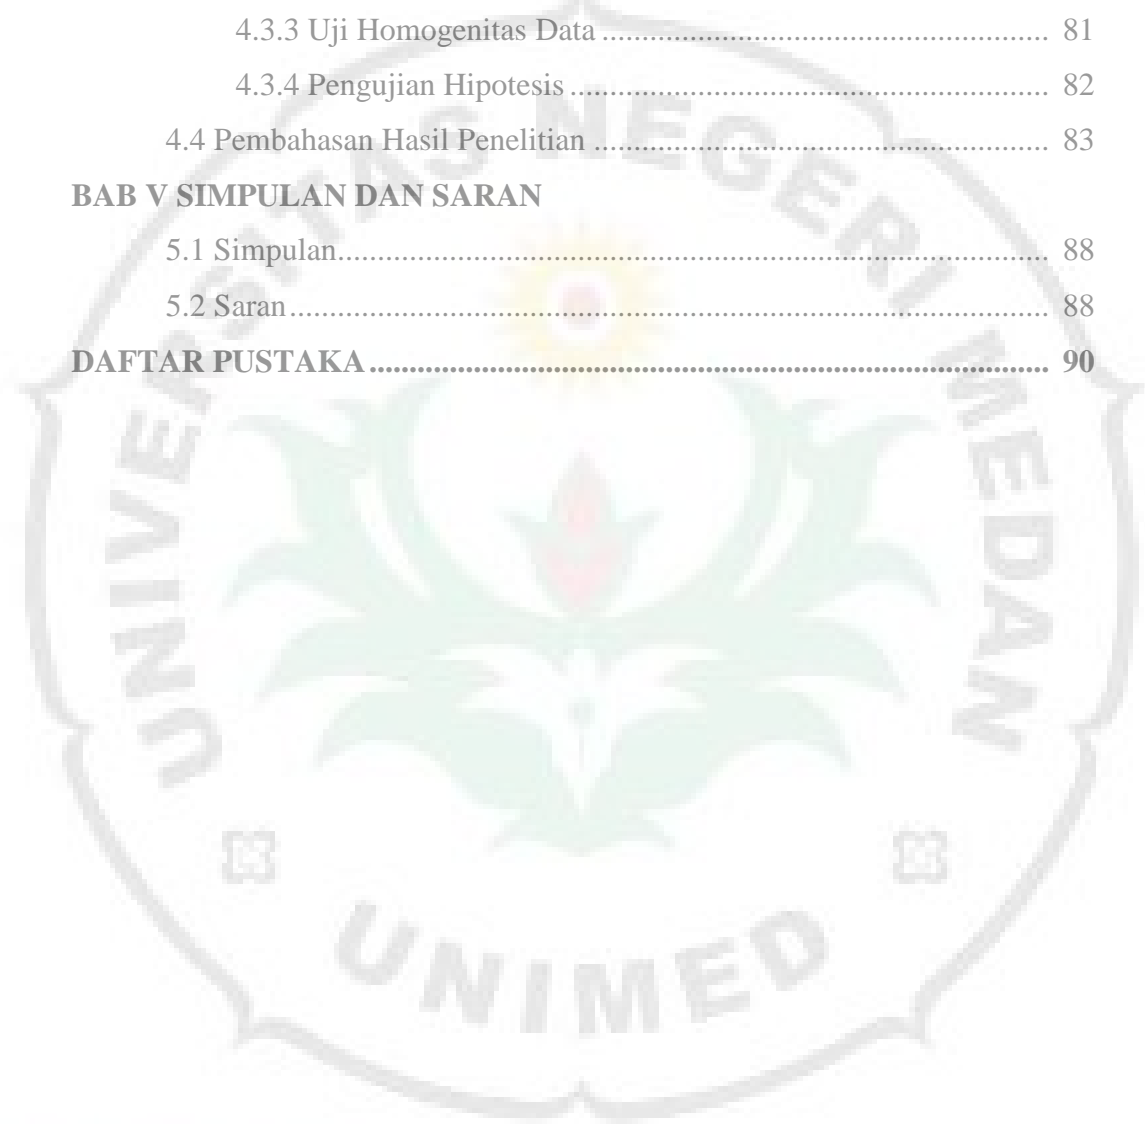 4.3.3 Uji Homogenitas Data ........................................................ 81
4.3.4 Pengujian Hipotesis ............................................................ 82
4.4 Pembahasan Hasil Penelitian ......................................................... 83
BAB V SIMPULAN DAN SARAN
5.1 Simpulan......................................................................................... 88
5.2 Saran ............................................................................................... 88
DAFTAR PUSTAKA ..................................................................................... 90
UNIVERSITAS NEGERI MEDAN
UNIMED